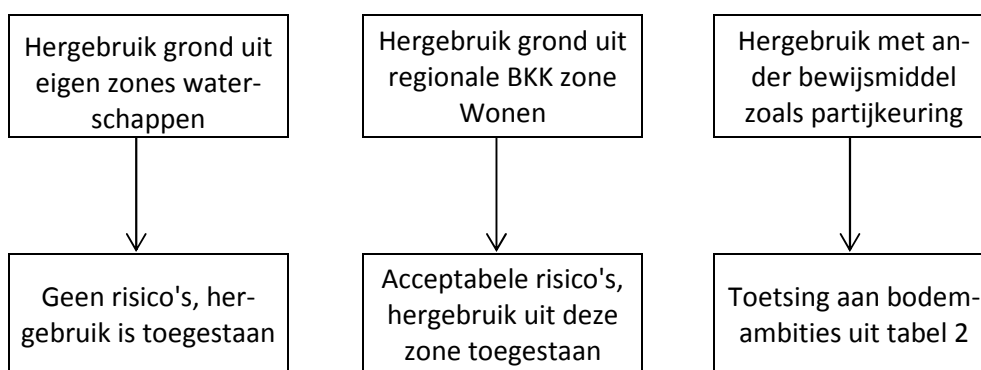 Hergebruik grond uit
eigen zones water-
schappen
Hergebruik grond uit
regionale BKK zone
Wonen
Hergebruik met an-
der bewijsmiddel
zoals partijkeuring
Geen risico's, her-
gebruik is toegestaan
Acceptabele risico's,
hergebruik uit deze
zone toegestaan
Toetsing aan bodem-
ambities uit tabel 2